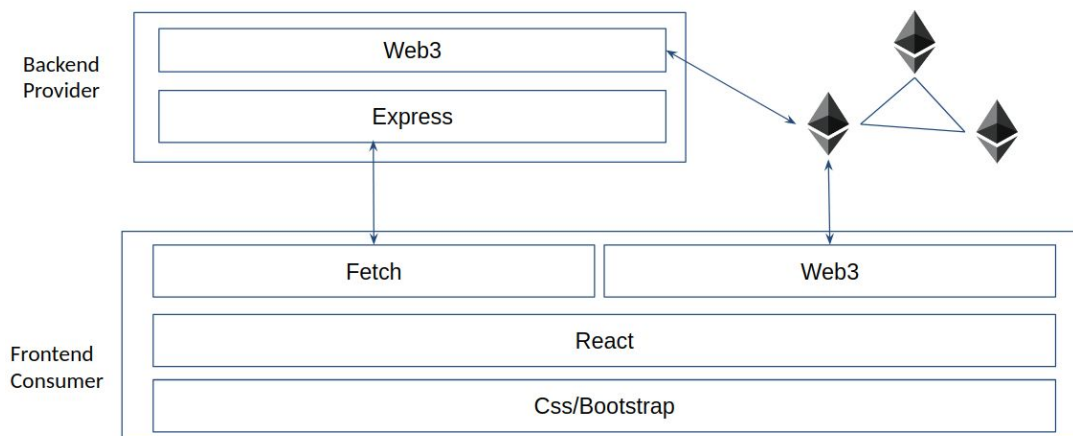 Web3
Backend
Provider
Express
Fetch
Web3
React
Frontend
Consumer
Css/Bootstrap